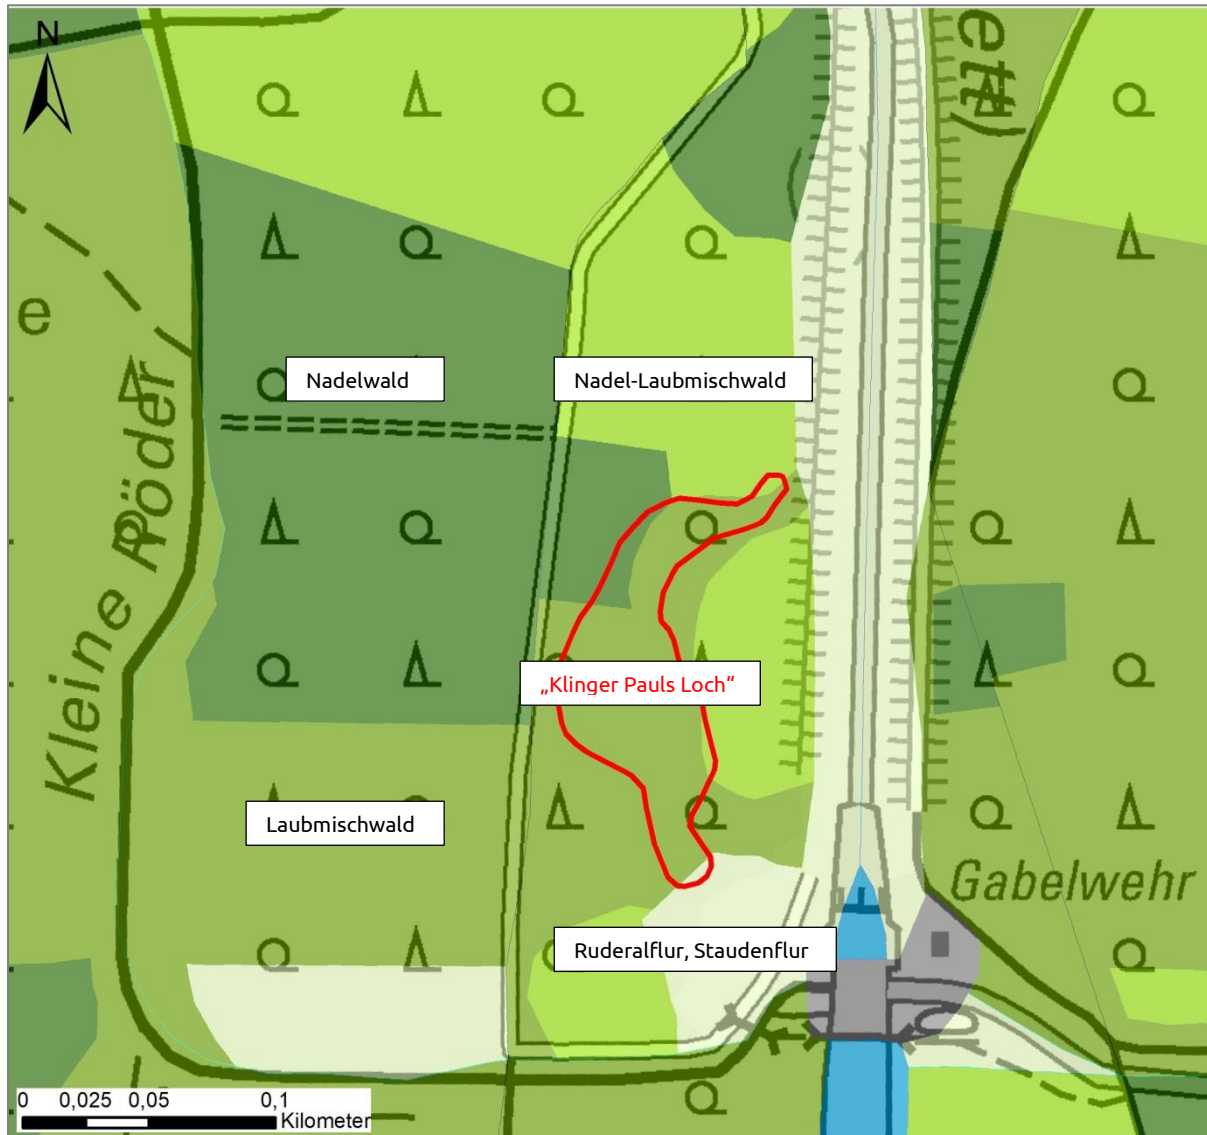 N
ett)
e
Nadelwald
Nadel-Laubmischwald
Kleine Röder
„Klinger Pauls Loch“
Laubmischwald
Gabelwehr
Ruderalflur, Staudenflur
0 0,025 0,05 0,1
Kilometer